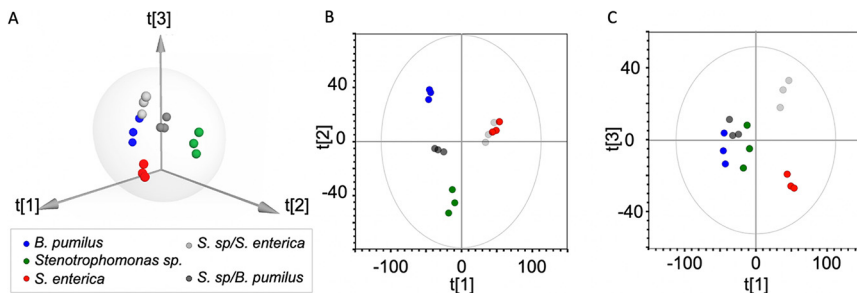 A
t[3]
t[1]
t[2]
B. pumilus
Stenotrophomonas sp.
S. enterica
S. sp/S. enterica
S. sp/B. pumilus
B
t[2]
40
0
-40
-100
0
100
t[1]
C
t[3]
40
0
-40
-100
0
100
t[1]